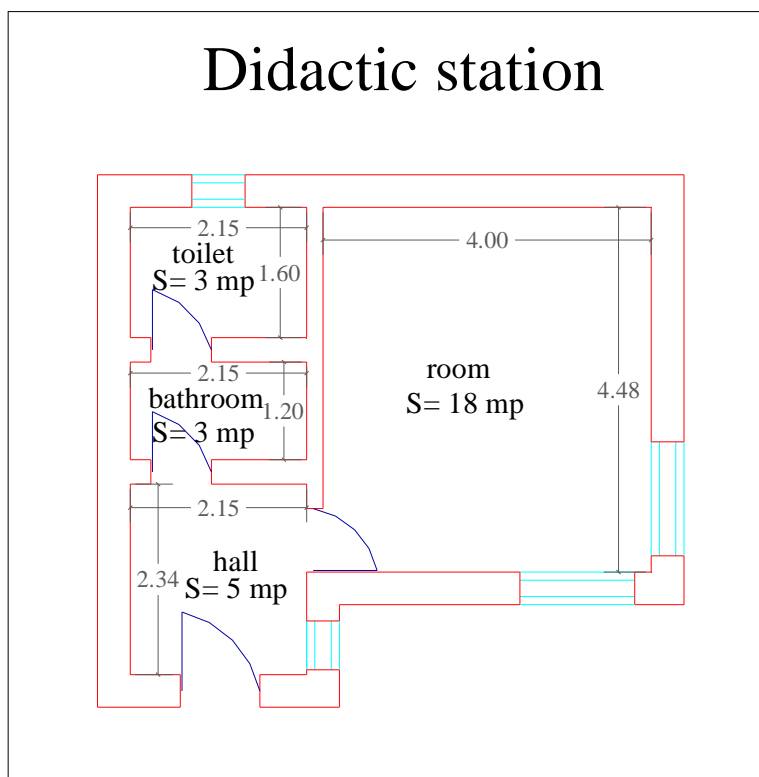 Didactic station
2.15
4.00
toilet
S= 3 mp
1.60
2.15
room
4.48
bathroom
1.20
S= 18 mp
S= 3 mp
2.15
hall
2.34
S= 5 mp